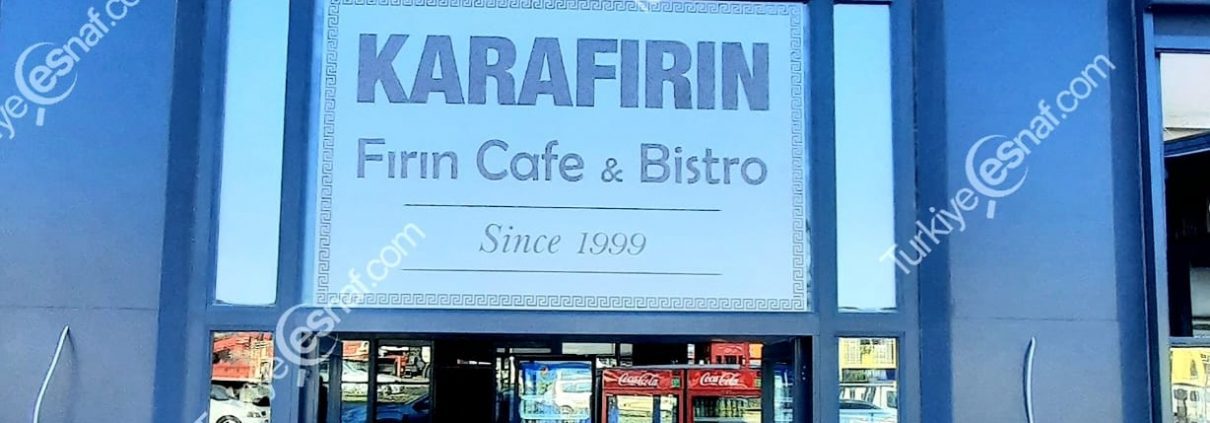 KARAFIRIN
Fırın Cafe & Bistro
Since 1999
Coca-Cola
Coca-Cola
Türkiyeesnaf.com
Türkiyeesnaf.com
Türkiyeesnaf.com